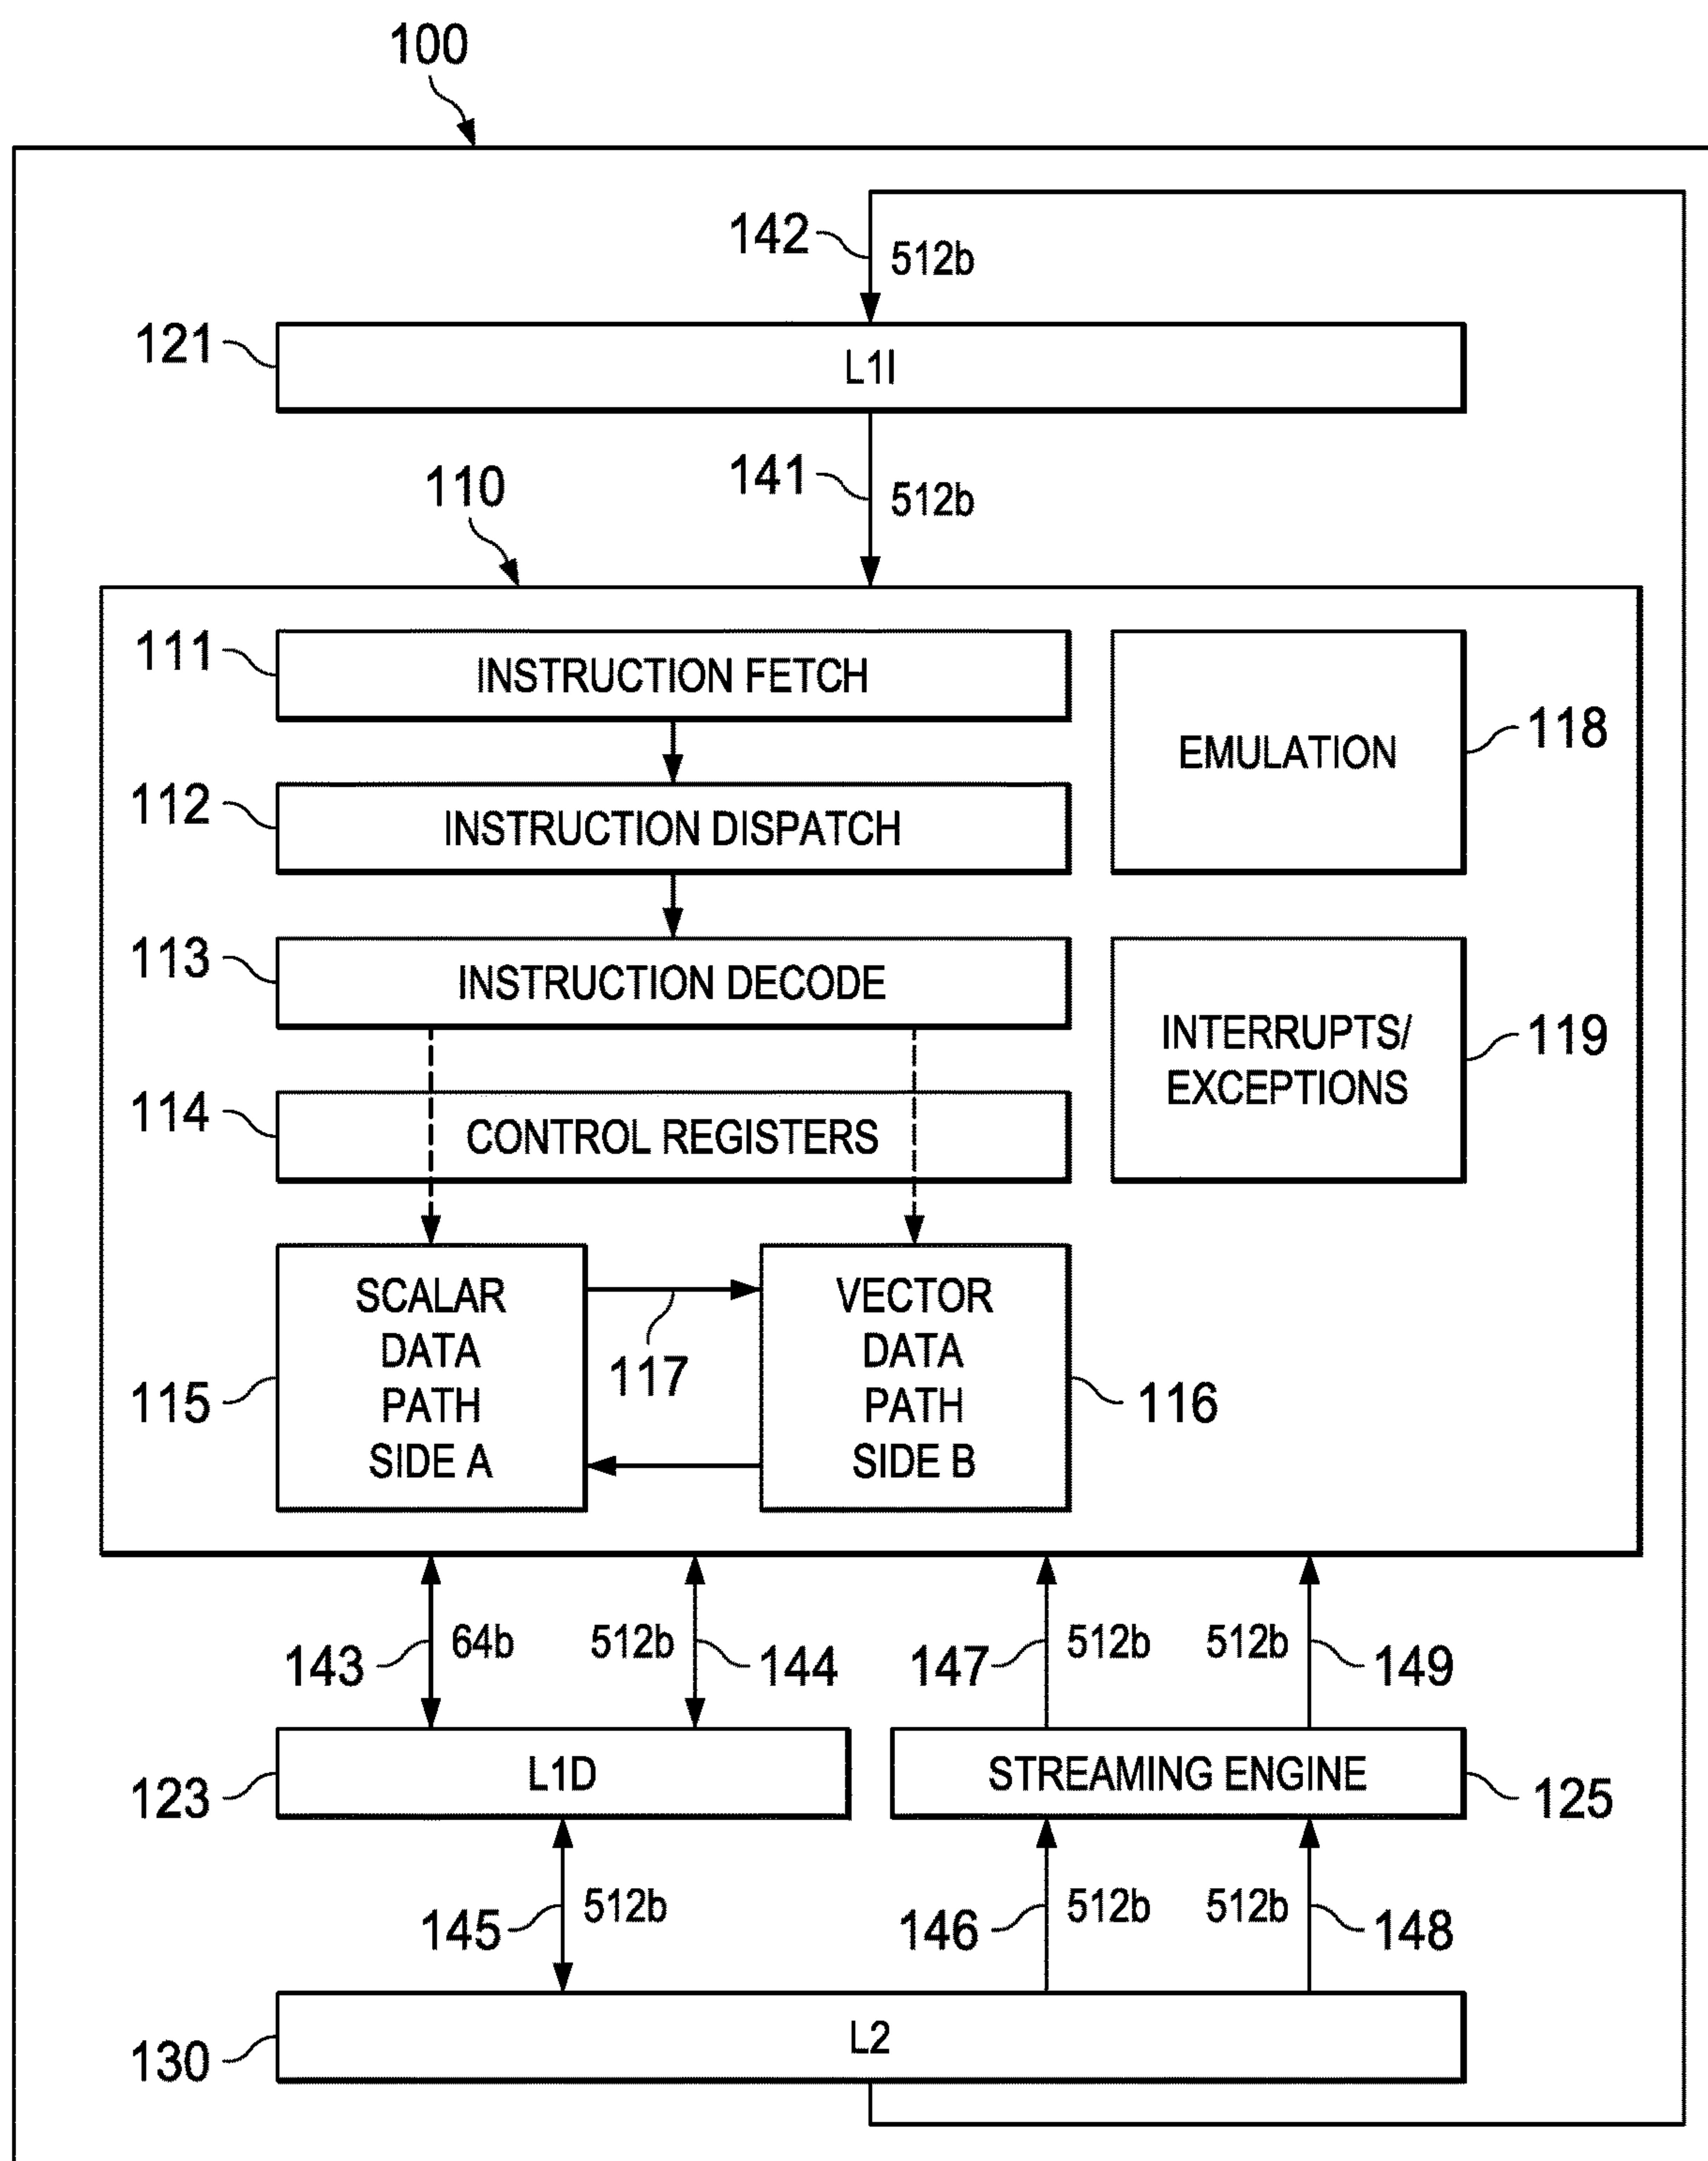 100
142
512b
121
L1I
141
512b
110
111
INSTRUCTION FETCH
118
EMULATION
112
INSTRUCTION DISPATCH
113
INSTRUCTION DECODE
119
INTERRUPTS/
EXCEPTIONS
114
CONTROL REGISTERS
SCALAR
DATA
PATH
SIDE A
115
117
VECTOR
DATA
PATH
SIDE B
116
143
64b
512b
144
147
512b
512b
149
123
L1D
STREAMING ENGINE
125
145
512b
146
512b
512b
148
130
L2